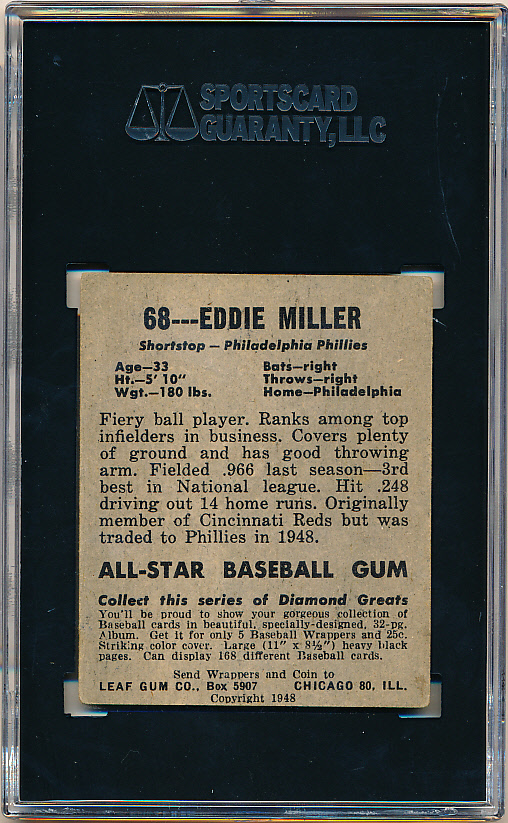 SPORTSCARD
GUARANTY, LLC
68---EDDIE MILLER
Shortstop — Philadelphia Phillies
Age—33 Bats—right
Ht.—5' 10" Throws—right
Wgt.—180 lbs. Home—Philadelphia
Fiery ball player. Ranks among top
infielders in business. Covers plenty
of ground and has good throwing
arm. Fielded .966 last season—3rd
best in National league. Hit .248
driving out 14 home runs. Originally
member of Cincinnati Reds but was
traded to Phillies in 1948.
ALL-STAR BASEBALL GUM
Collect this series of Diamond Greats
You'll be proud to show your gorgeous collection of
Baseball cards in beautiful, specially-designed, 32-pg.
Album. Get it for only 5 Baseball Wrappers and 25c.
Striking color cover. Large (11" x 8½") heavy black
pages. Can display 168 different Baseball cards.
Send Wrappers and Coin to
LEAF GUM CO., Box 5907 CHICAGO 80, ILL.
Copyright 1948